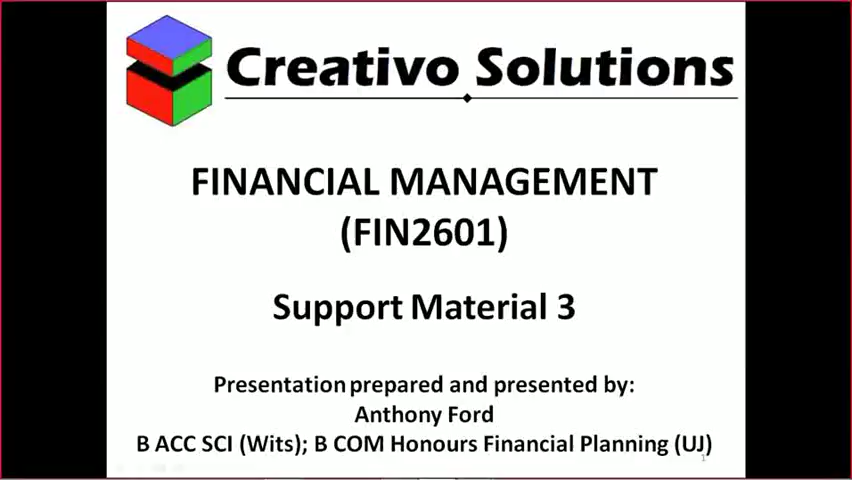 Creativo Solutions
FINANCIAL MANAGEMENT
(FIN2601)
Support Material 3
Presentation prepared and presented by:
Anthony Ford
B ACC SCI (Wits); B COM Honours Financial Planning (UJ)
1